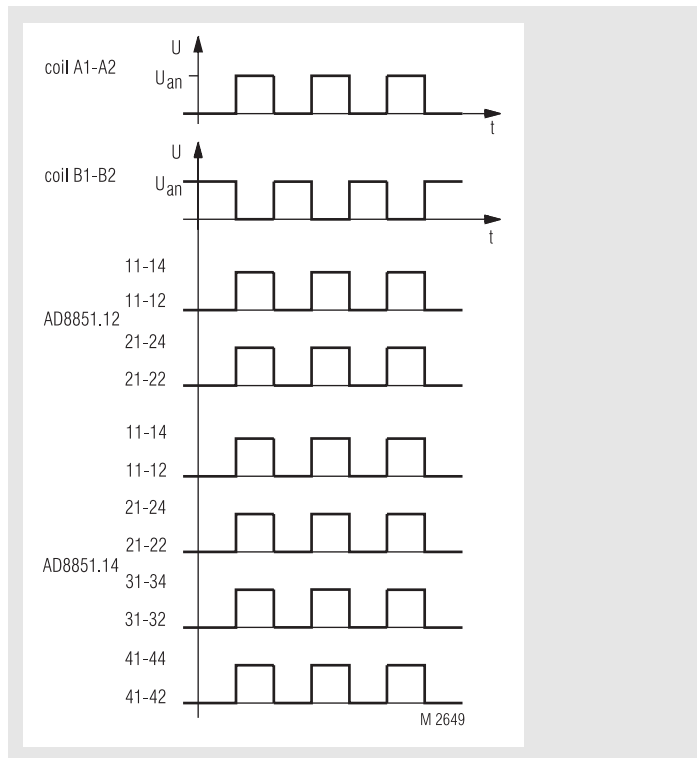 U
coil A1-A2
Uan
t
U
coil B1-B2
Uan
t
11-14
11-12
AD8851.12
21-24
21-22
11-14
11-12
21-24
21-22
AD8851.14
31-34
31-32
41-44
41-42
M 2649